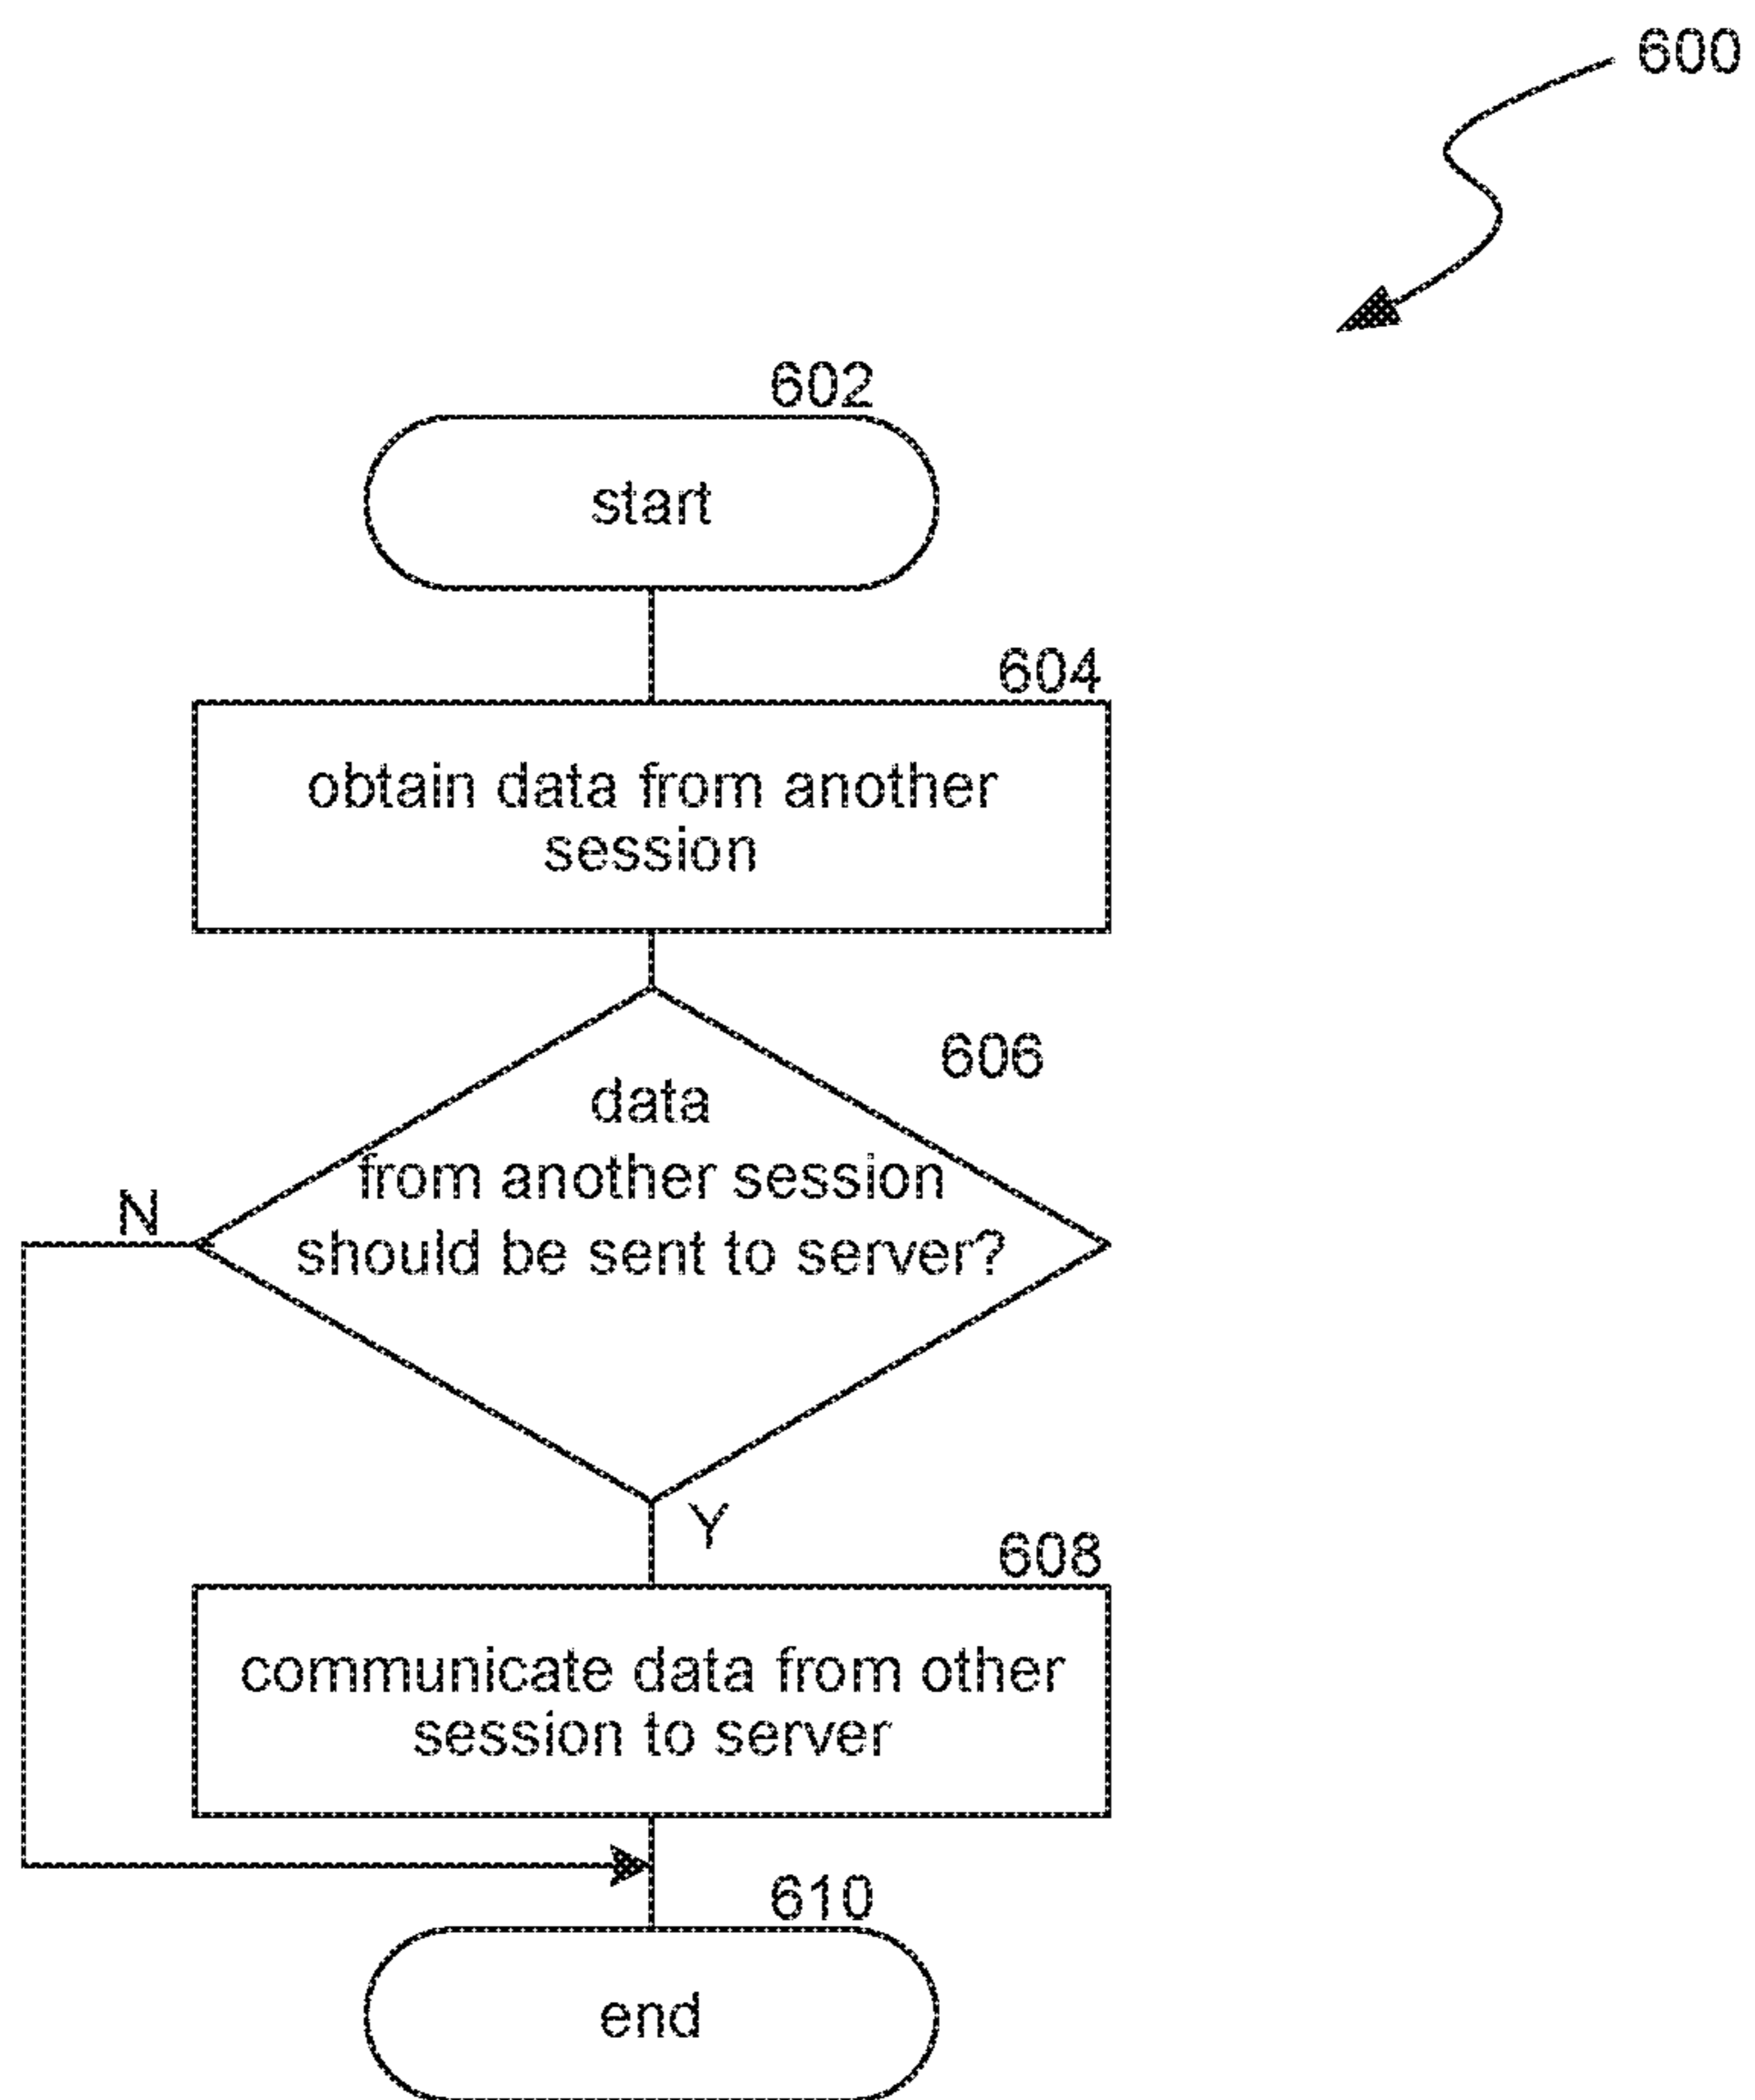 600
602
start
604
obtain data from another
session
606
data
from another session
should be sent to server?
N
Y
608
communicate data from other
session to server
610
end